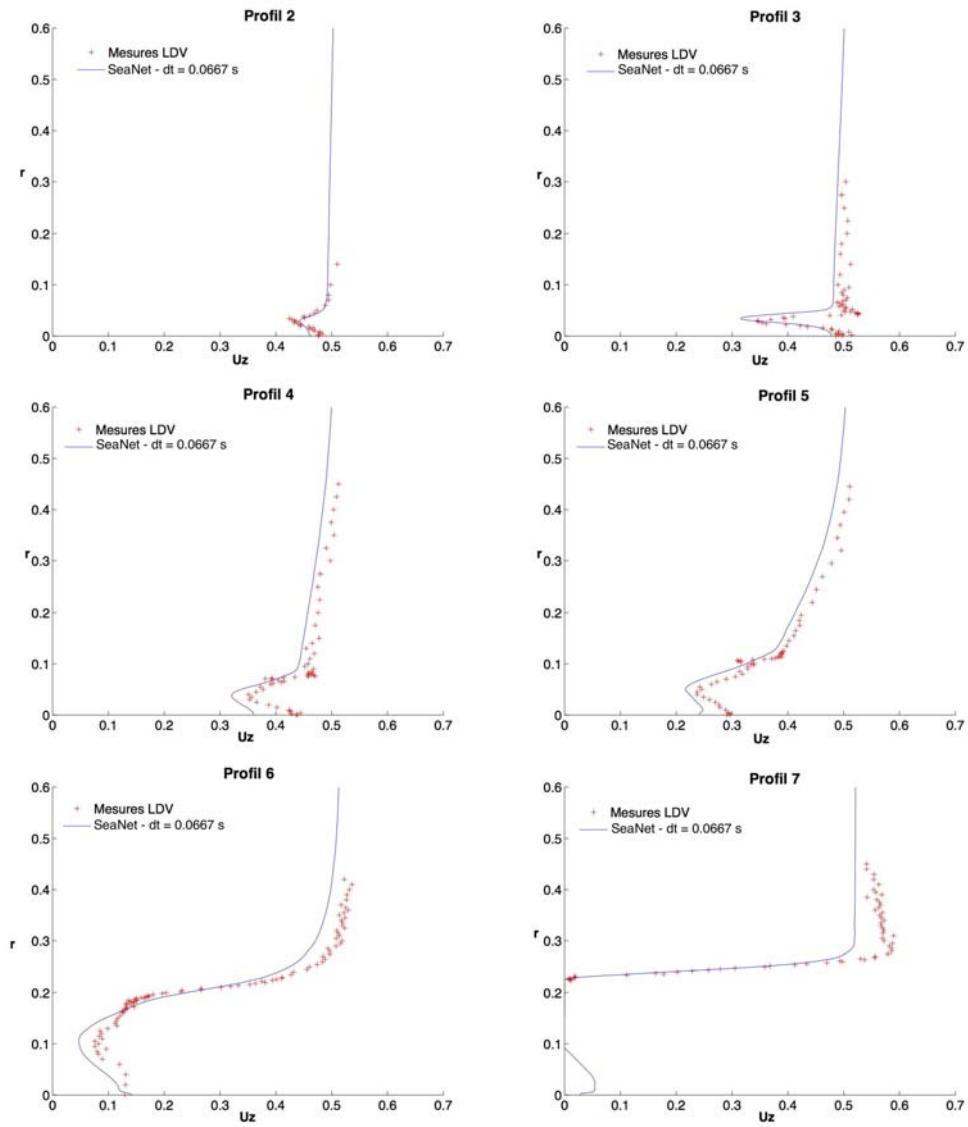 Profil 2
0.6
0.5
0.4
0.3
0.2
0.1
0
r
+ Mesures LDV
SeaNet - dt = 0.0667 s
0 0.1 0.2 0.3 0.4 0.5 0.6 0.7
Uz
Profil 3
0.6
0.5
0.4
0.3
0.2
0.1
0
r
+ Mesures LDV
SeaNet - dt = 0.0667 s
0 0.1 0.2 0.3 0.4 0.5 0.6 0.7
Uz
Profil 4
0.6
0.5
0.4
0.3
0.2
0.1
0
r
+ Mesures LDV
SeaNet - dt = 0.0667 s
0 0.1 0.2 0.3 0.4 0.5 0.6 0.7
Uz
Profil 5
0.6
0.5
0.4
0.3
0.2
0.1
0
r
+ Mesures LDV
SeaNet - dt = 0.0667 s
0 0.1 0.2 0.3 0.4 0.5 0.6 0.7
Uz
Profil 6
0.6
0.5
0.4
0.3
0.2
0.1
0
r
+ Mesures LDV
SeaNet - dt = 0.0667 s
0 0.1 0.2 0.3 0.4 0.5 0.6 0.7
Uz
Profil 7
0.6
0.5
0.4
0.3
0.2
0.1
0
r
+ Mesures LDV
SeaNet - dt = 0.0667 s
0 0.1 0.2 0.3 0.4 0.5 0.6 0.7
Uz